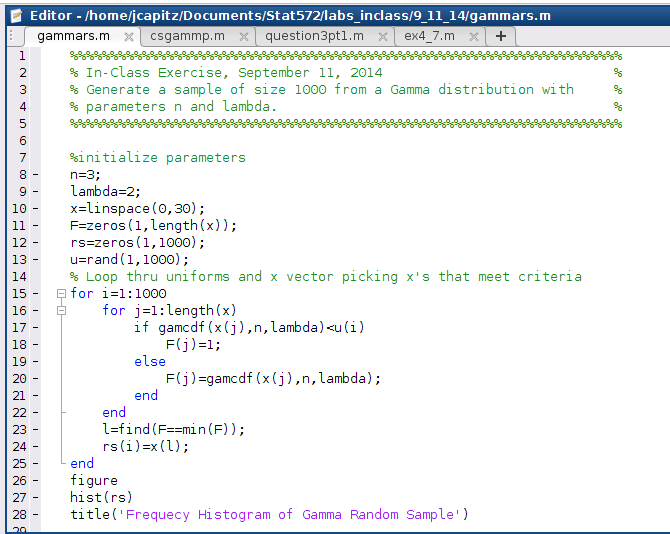 Editor - /home/jcapitz/Documents/Stat572/labs_inclass/9_11_14/gammars.m
gammars.m × csgammp.m × question3pt1.m × ex4_7.m × +
1 %%%%%%%%%%%%%%%%%%%%%%%%%%%%%%%%%%%%%%%%%%%%%%%%%%%%%%%%%%%%%%%%%%%%%
2 % In-Class Exercise, September 11, 2014 %
3 % Generate a sample of size 1000 from a Gamma distribution with %
4 % parameters n and lambda. %
5 %%%%%%%%%%%%%%%%%%%%%%%%%%%%%%%%%%%%%%%%%%%%%%%%%%%%%%%%%%%%%%%%%%%%%
6
7 %initialize parameters
8 - n=3;
9 - lambda=2;
10 - x=linspace(0,30);
11 - F=zeros(1,length(x));
12 - rs=zeros(1,1000);
13 - u=rand(1,1000);
14 % Loop thru uniforms and x vector picking x's that meet criteria
15 - for i=1:1000
16 - for j=1:length(x)
17 - if gamcdf(x(j),n,lambda)<u(i)
18 - F(j)=1;
19 - else
20 - F(j)=gamcdf(x(j),n,lambda);
21 - end
22 - end
23 - l=find(F==min(F));
24 - rs(i)=x(l);
25 - end
26 - figure
27 - hist(rs)
28 - title('Frequecy Histogram of Gamma Random Sample')
29